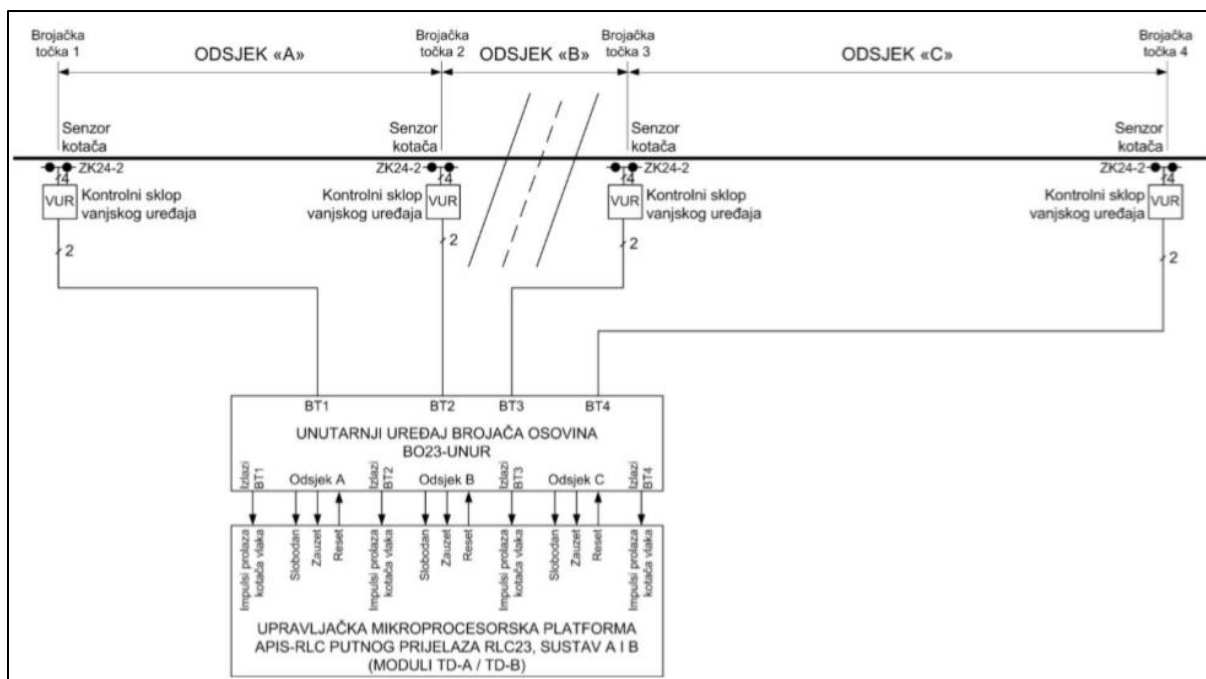 Brojačka
točka 1
ODSJEK «A»
Brojačka
točka 2
ODSJEK «B»
Brojačka
točka 3
ODSJEK «C»
Brojačka
točka 4
Senzor
kotača
Senzor
kotača
Senzor
kotača
Senzor
kotača
ZK24-2
ZK24-2
ZK24-2
ZK24-2
4
4
4
4
VUR
Kontrolni sklop
vanjskog uređaja
VUR
VUR
Kontrolni sklop
vanjskog uređaja
Kontrolni sklop
vanjskog uređaja
VUR
2
2
2
2
BT1
BT2
BT3
BT4
UNUTARNJI UREĐAJ BROJAČA OSOVINA
BO23-UNUR
Izlazi
BT1
Odsjek A
Izlazi
BT2
Odsjek B
Izlazi
BT3
Odsjek C
Izlazi
BT4
Impulsi prolaza
kotača vlaka
Slobodan
Zauzet
Reset
Impulsi prolaza
kotača vlaka
Slobodan
Zauzet
Reset
Impulsi prolaza
kotača vlaka
Slobodan
Zauzet
Reset
Impulsi prolaza
kotača vlaka
UPRAVLJAČKA MIKROPROCESORSKA PLATFORMA
APIS-RLC PUTNOG PRIJELAZA RLC23, SUSTAV A I B
(MODULI TD-A / TD-B)